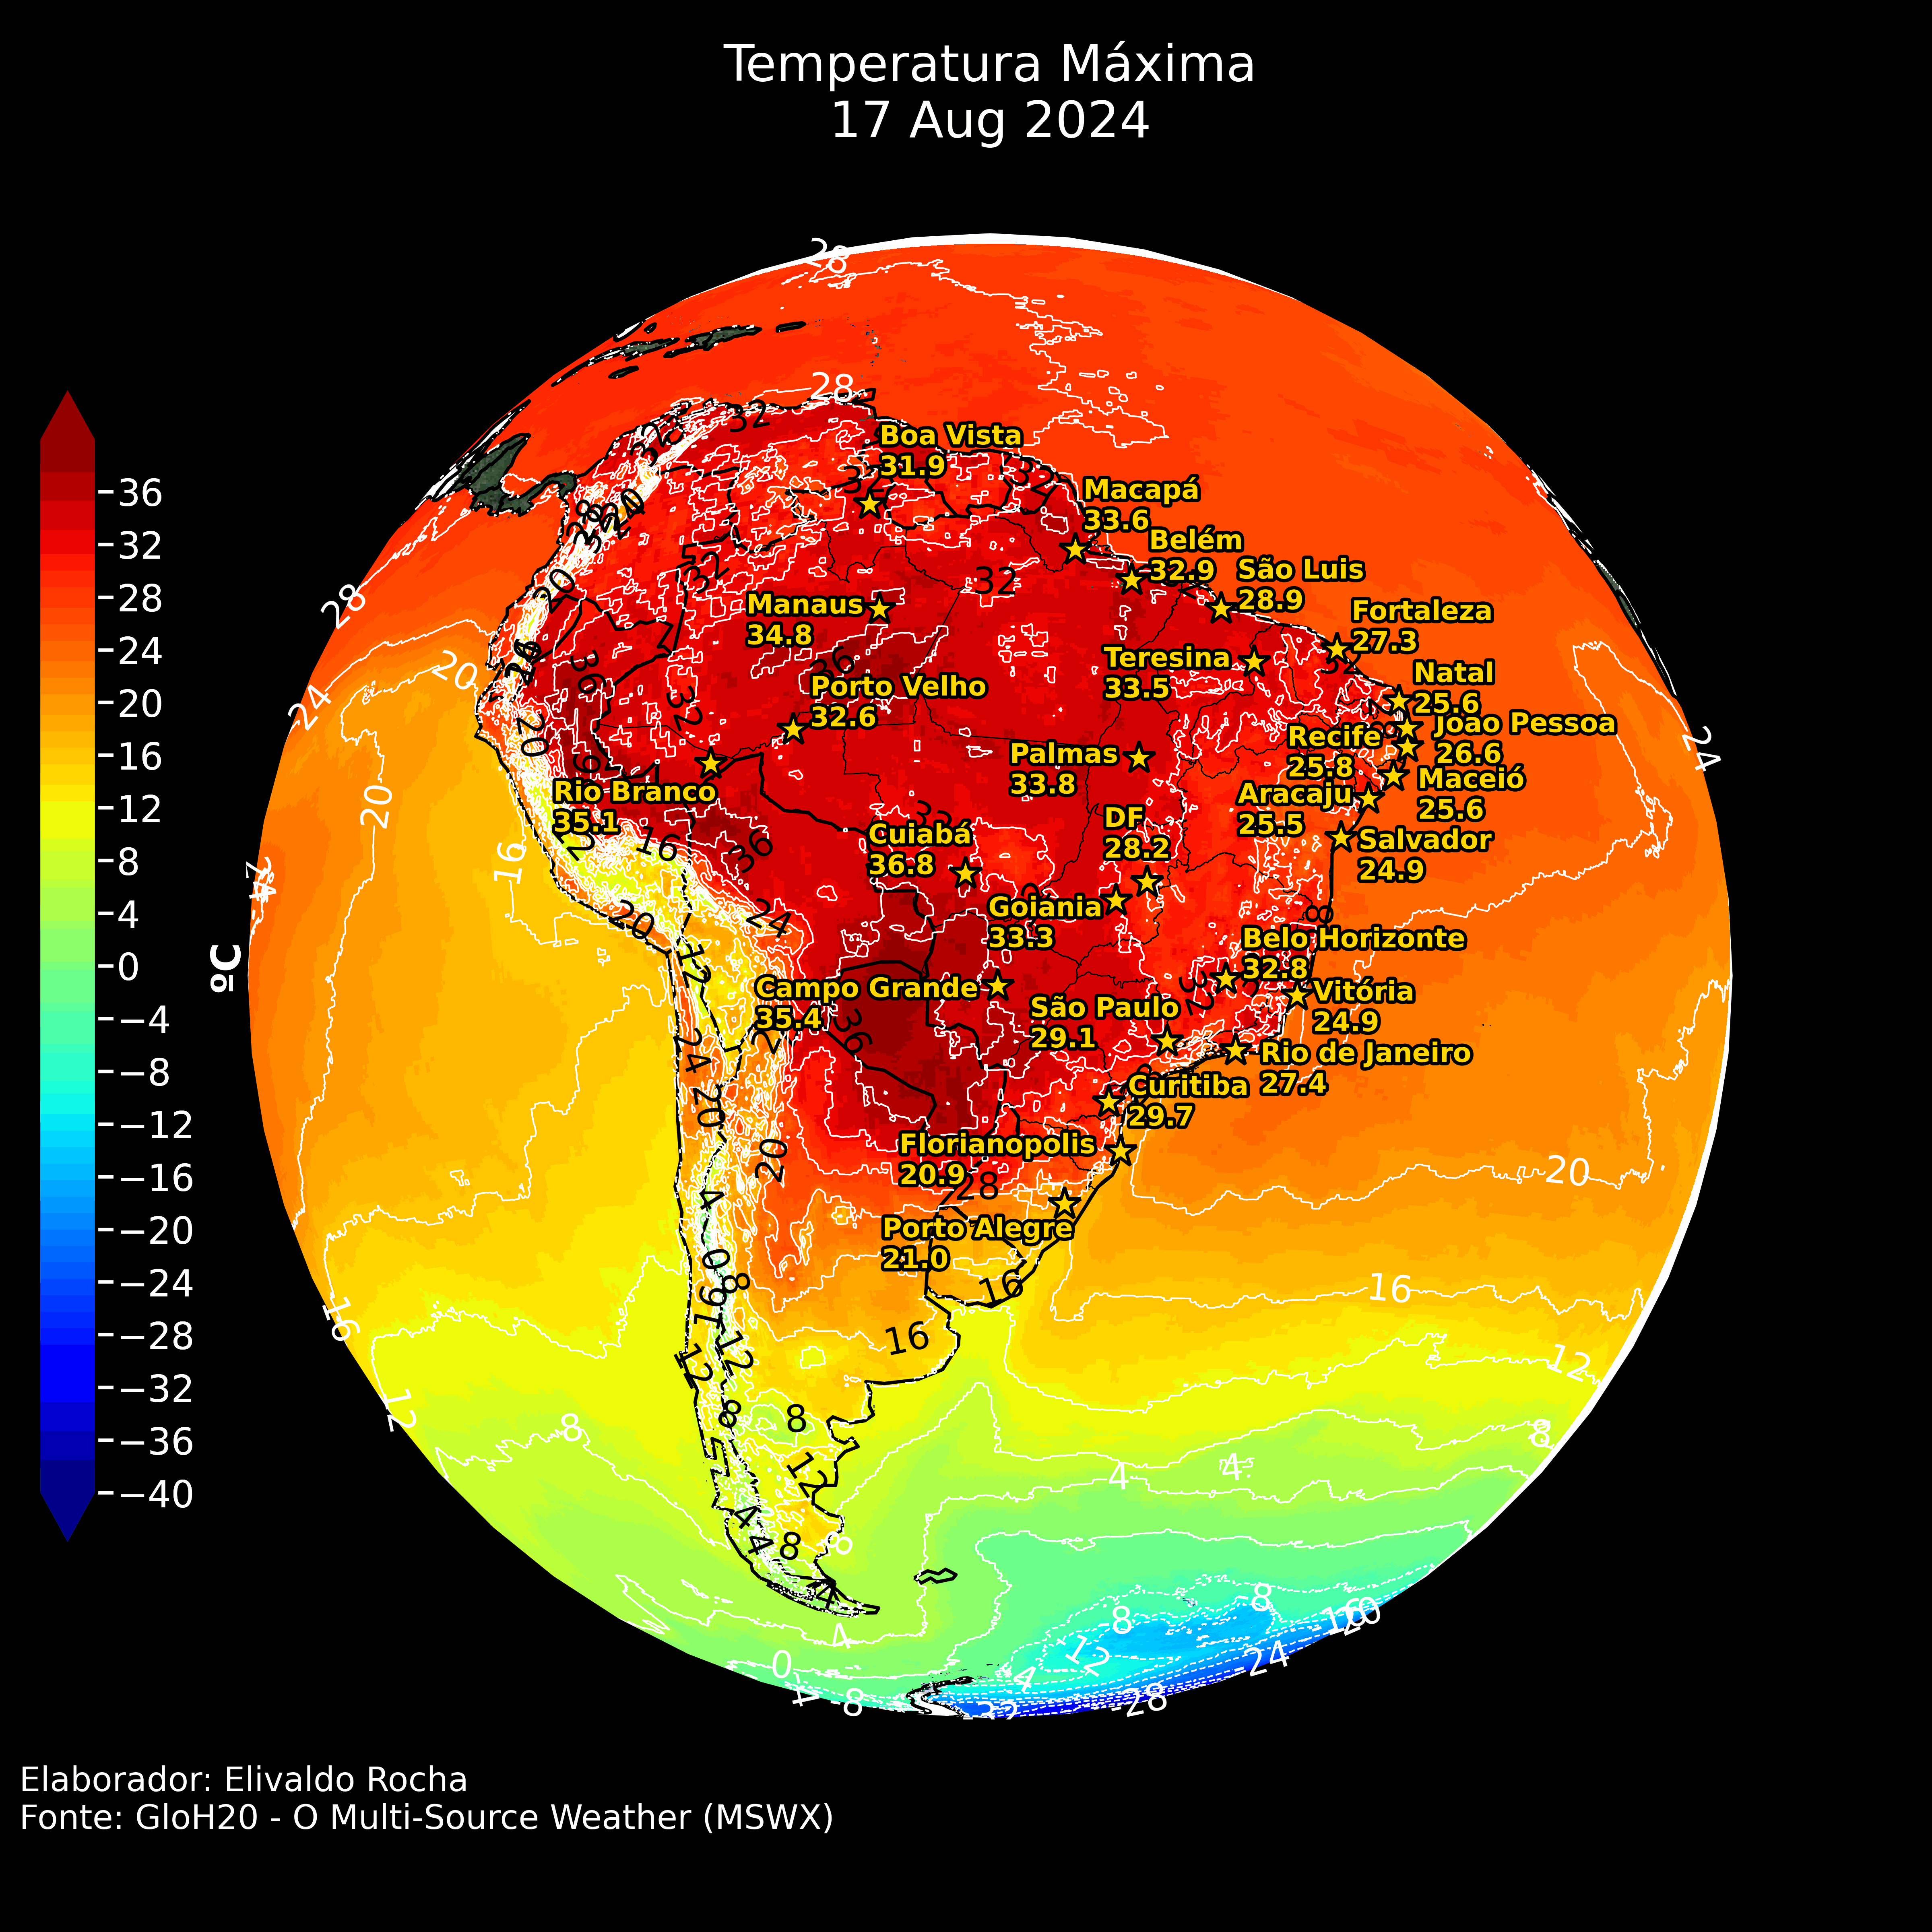 Temperatura Máxima
17 Aug 2024
36
32
28
24
20
16
12
8
4
0
−4
−8
−12
−16
−20
−24
−28
−32
−36
−40
ºC
Boa Vista
31.9
Macapá
33.6
Belém
32.9
São Luis
28.9
Fortaleza
27.3
Manaus
34.8
Teresina
33.5
Natal
25.6
Porto Velho
32.6
João Pessoa
26.6
Recife
25.8
Palmas
33.8
Maceió
25.6
Rio Branco
35.1
Aracaju
25.5
DF
28.2
Cuiabá
36.8
Salvador
24.9
Goiania
33.3
Belo Horizonte
32.8
Campo Grande
35.4
Vitória
24.9
São Paulo
29.1
Rio de Janeiro
27.4
Curitiba
29.7
Florianopolis
20.9
Porto Alegre
21.0
28
28
32
32
28
24
20
20
24
20
16
16
36
32
36
24
20
12
36
24
20
20
28
20
16
16
16
16
12
12
12
12
8
8
8
8
4
4
12
8
4
0
-8
-4
-8
-12
-24
-28
Elaborador: Elivaldo Rocha
Fonte: GloH20 - O Multi-Source Weather (MSWX)